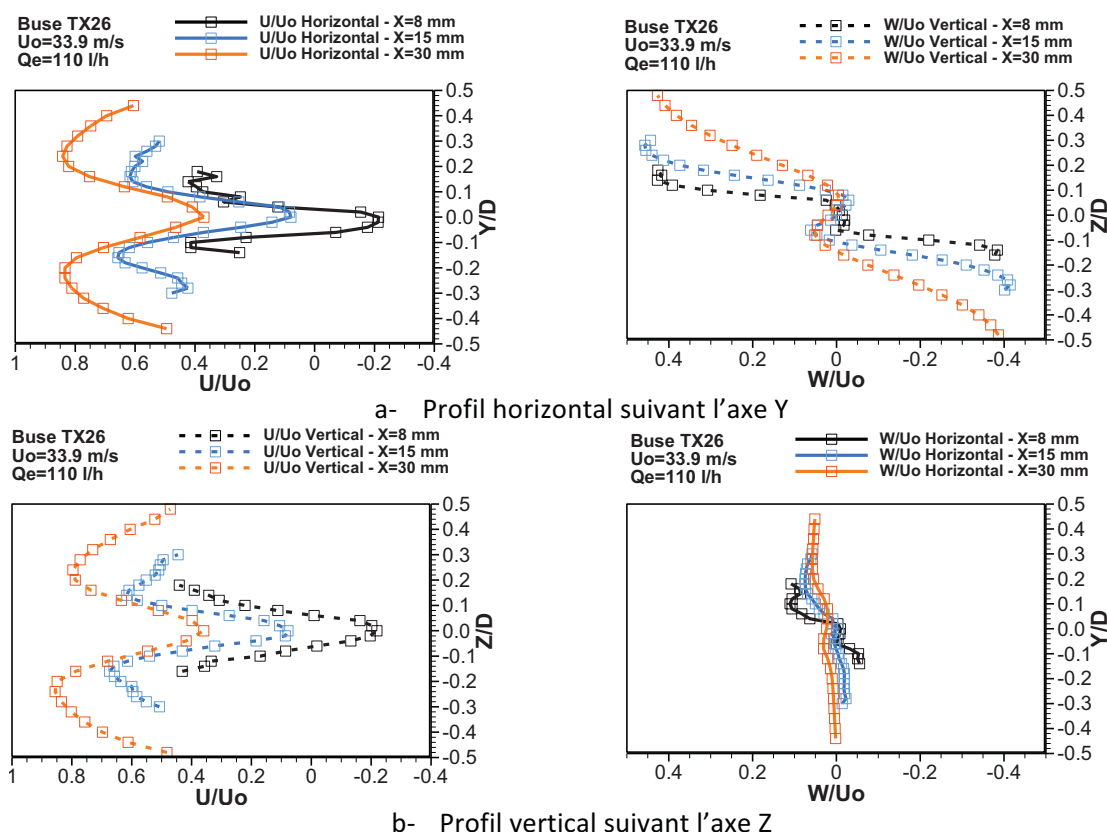 Buse TX26
Uo=33.9 m/s
Qe=110 l/h
U/Uo Horizontal - X=8 mm
U/Uo Horizontal - X=15 mm
U/Uo Horizontal - X=30 mm
0.5
0.4
0.3
0.2
0.1
0.0
-0.1
-0.2
-0.3
-0.4
-0.5
Y/D
1 0.8 0.6 0.4 0.2 0 -0.2 -0.4
U/Uo
Buse TX26
Uo=33.9 m/s
Qe=110 l/h
W/Uo Vertical - X=8 mm
W/Uo Vertical - X=15 mm
W/Uo Vertical - X=30 mm
0.5
0.4
0.3
0.2
0.1
0.0
-0.1
-0.2
-0.3
-0.4
-0.5
Z/D
0.4 0.2 0 -0.2 -0.4
W/Uo
a- Profil horizontal suivant l’axe Y
Buse TX26
Uo=33.9 m/s
Qe=110 l/h
U/Uo Vertical - X=8 mm
U/Uo Vertical - X=15 mm
U/Uo Vertical - X=30 mm
0.5
0.4
0.3
0.2
0.1
0.0
-0.1
-0.2
-0.3
-0.4
-0.5
Z/D
1 0.8 0.6 0.4 0.2 0 -0.2 -0.4
U/Uo
Buse TX26
Uo=33.9 m/s
Qe=110 l/h
W/Uo Horizontal - X=8 mm
W/Uo Horizontal - X=15 mm
W/Uo Horizontal - X=30 mm
0.5
0.4
0.3
0.2
0.1
0.0
-0.1
-0.2
-0.3
-0.4
-0.5
Y/D
0.4 0.2 0 -0.2 -0.4
W/Uo
b- Profil vertical suivant l’axe Z